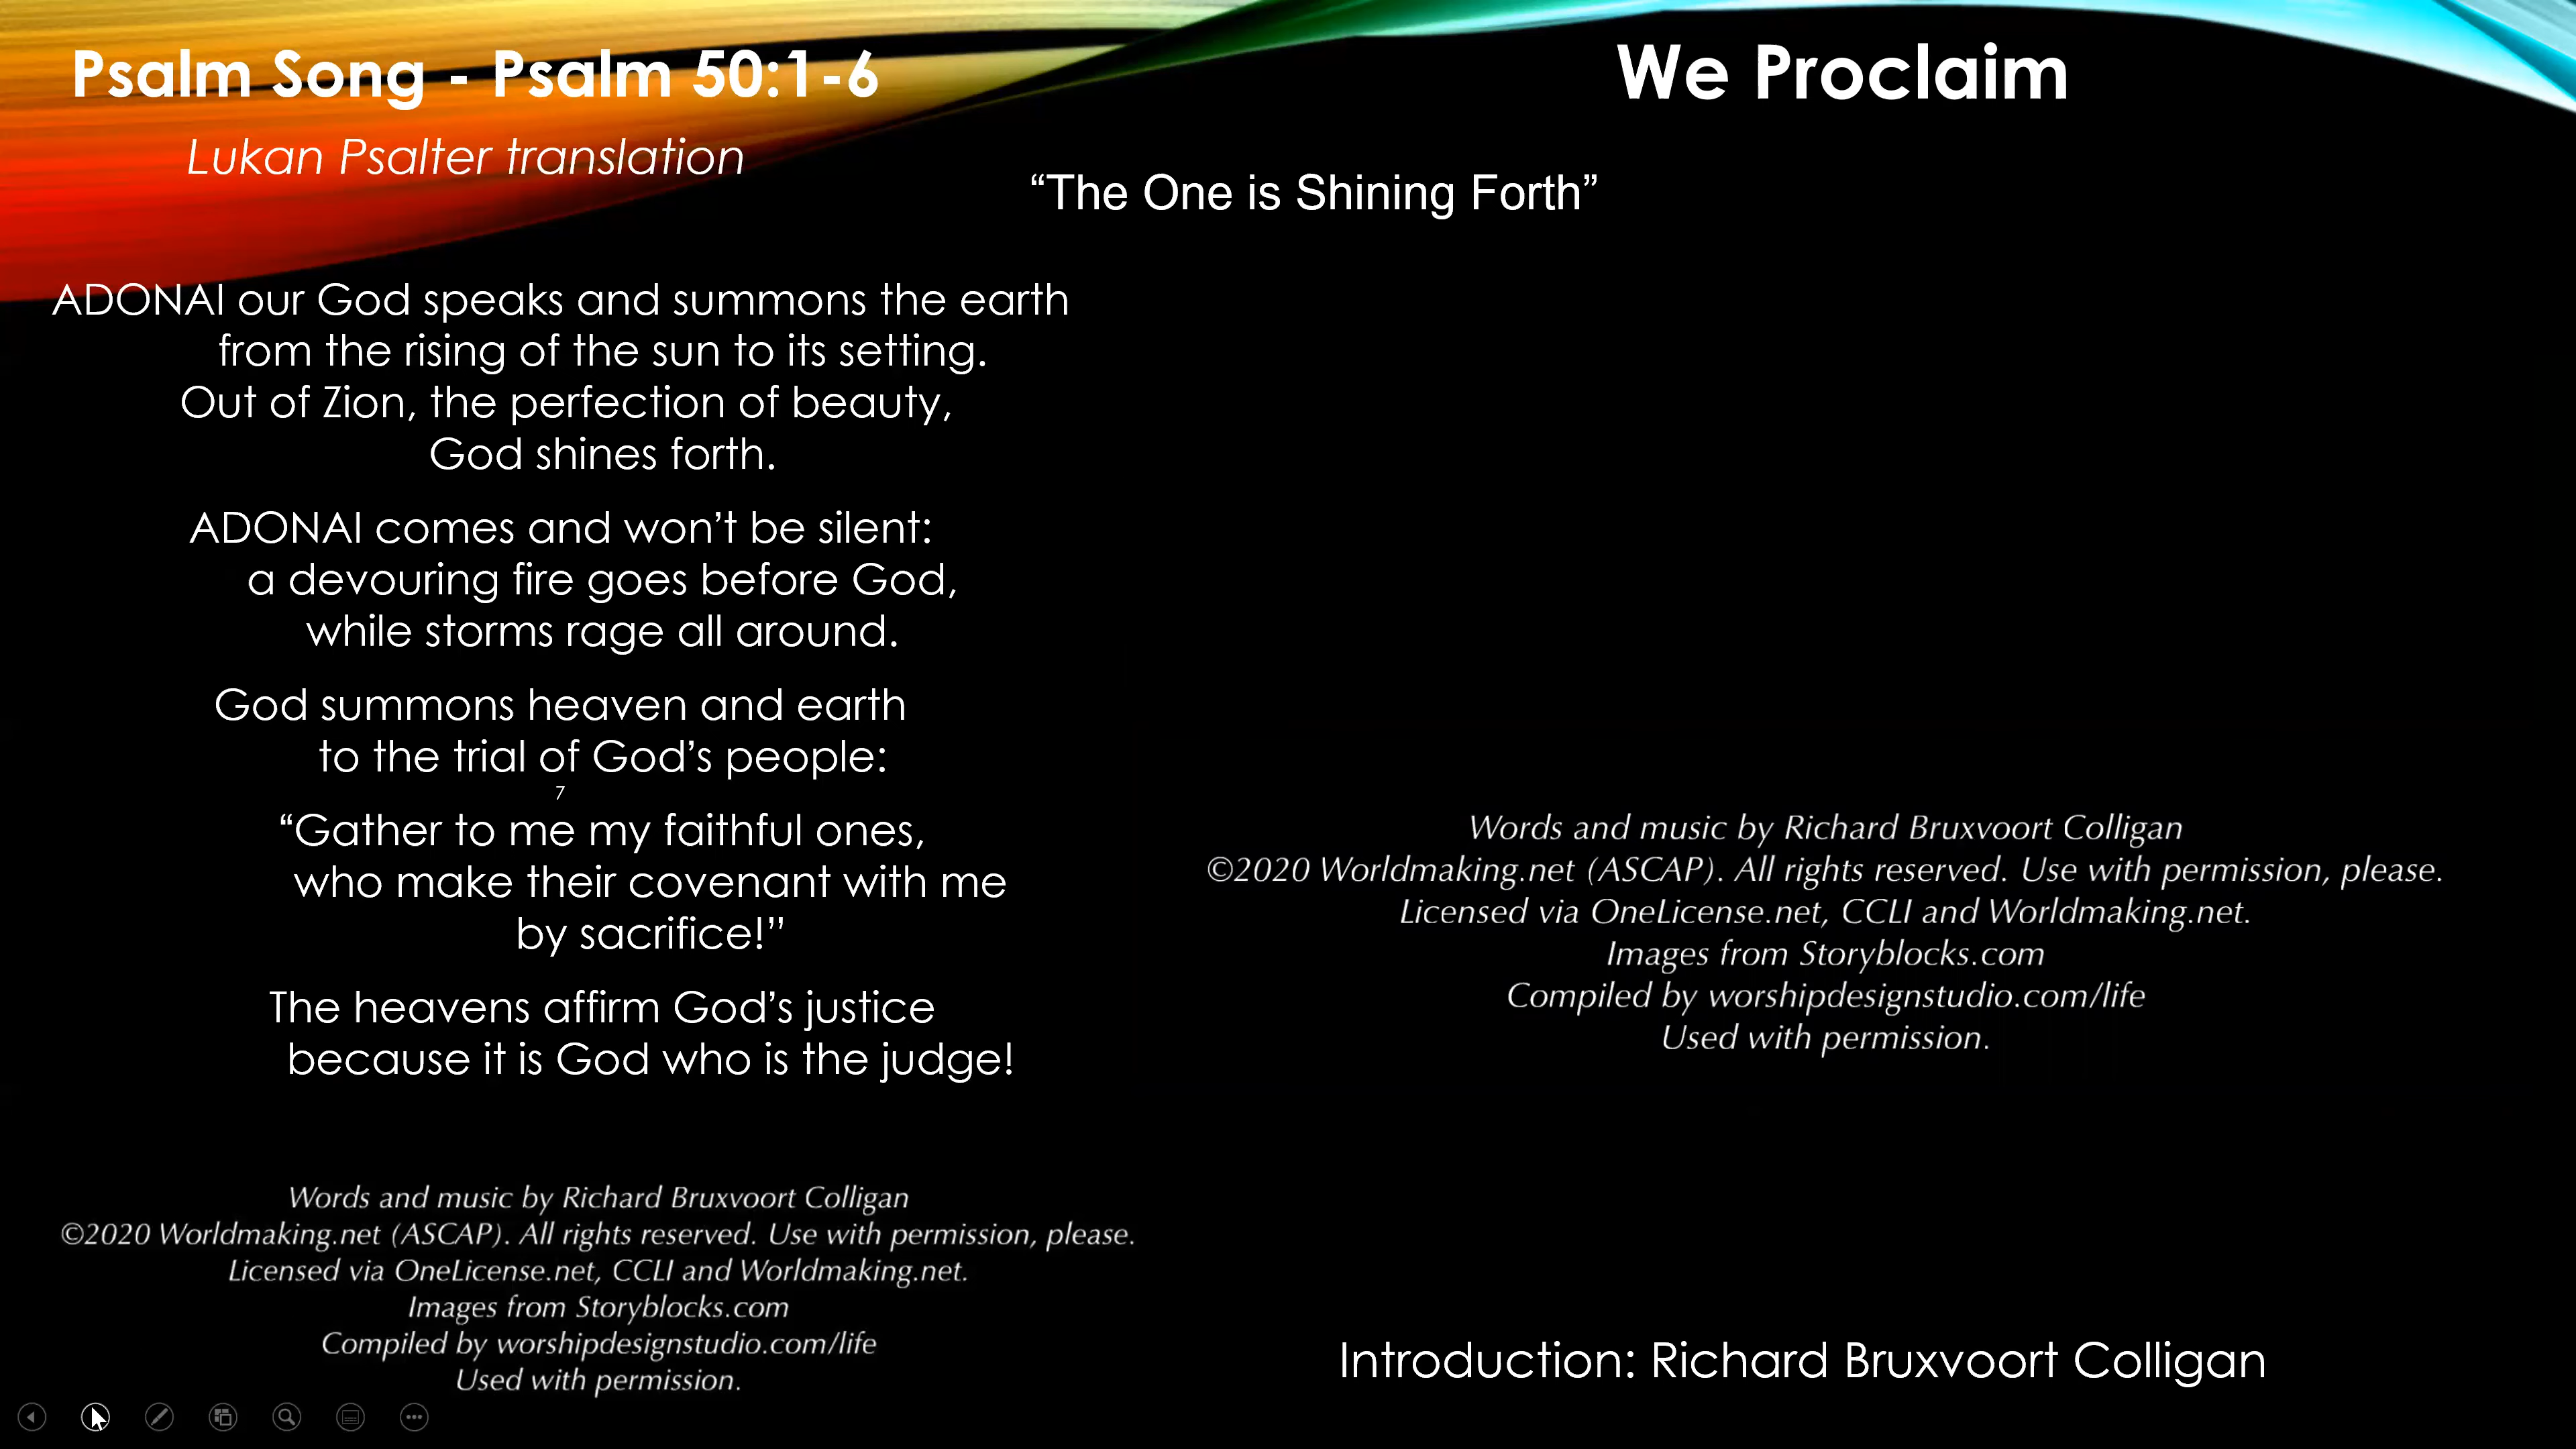 Psalm Song - Psalm 50:1-6
Lukan Psalter translation
ADONAI our God speaks and summons the earth
from the rising of the sun to its setting.
Out of Zion, the perfection of beauty,
God shines forth.
ADONAI comes and won’t be silent:
a devouring fire goes before God,
while storms rage all around.
God summons heaven and earth
to the trial of God’s people:
7
“Gather to me my faithful ones,
who make their covenant with me
by sacrifice!”
The heavens affirm God’s justice
because it is God who is the judge!
Words and music by Richard Bruxvoort Colligan
©2020 Worldmaking.net (ASCAP). All rights reserved. Use with permission, please.
Licensed via OneLicense.net, CCLI and Worldmaking.net.
Images from Storyblocks.com
Compiled by worshipdesignstudio.com/life
Used with permission.
We Proclaim
“The One is Shining Forth”
Words and music by Richard Bruxvoort Colligan
©2020 Worldmaking.net (ASCAP). All rights reserved. Use with permission, please.
Licensed via OneLicense.net, CCLI and Worldmaking.net.
Images from Storyblocks.com
Compiled by worshipdesignstudio.com/life
Used with permission.
Introduction: Richard Bruxvoort Colligan